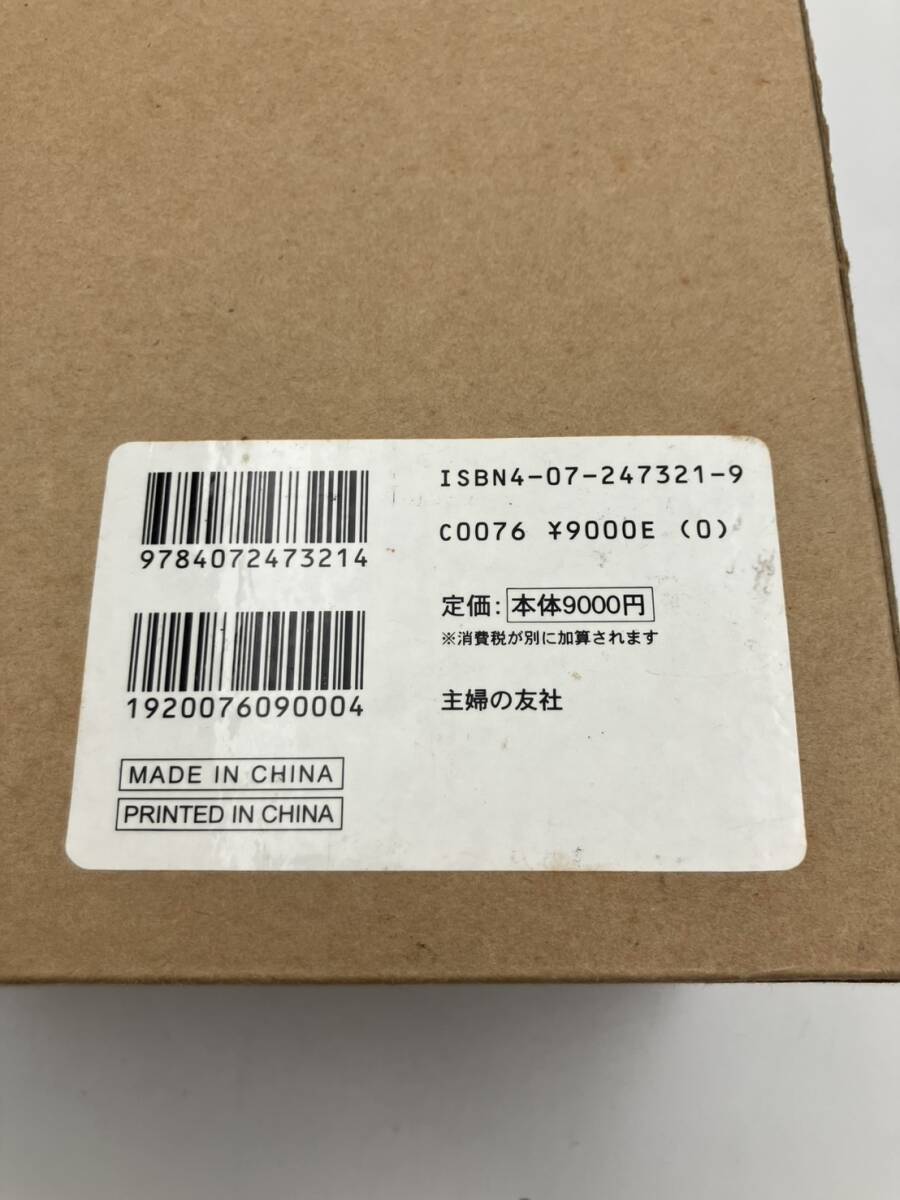 9784072473214
1920076090004
MADE IN CHINA
PRINTED IN CHINA
ISBN4-07-247321-9
C0076 ¥9000E (0)
定価：本体9000円
※消費税が別に加算されます
主婦の友社